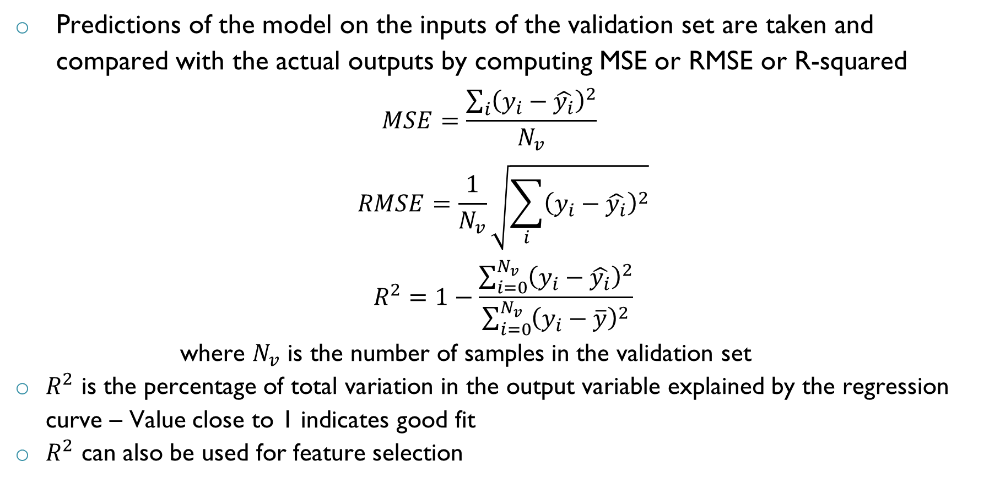 ○ Predictions of the model on the inputs of the validation set are taken and
compared with the actual outputs by computing MSE or RMSE or R-squared
$MSE = \frac{\sum_i (y_i - \hat{y_i})^2}{N_v}$
$RMSE = \frac{1}{N_v} \sqrt{\sum_i (y_i - \hat{y_i})^2}$
$R^2 = 1 - \frac{\sum_{i=0}^{N_v} (y_i - \hat{y_i})^2}{\sum_{i=0}^{N_v} (y_i - \bar{y})^2}$
where $N_v$ is the number of samples in the validation set
○ $R^2$ is the percentage of total variation in the output variable explained by the regression
curve – Value close to 1 indicates good fit
○ $R^2$ can also be used for feature selection